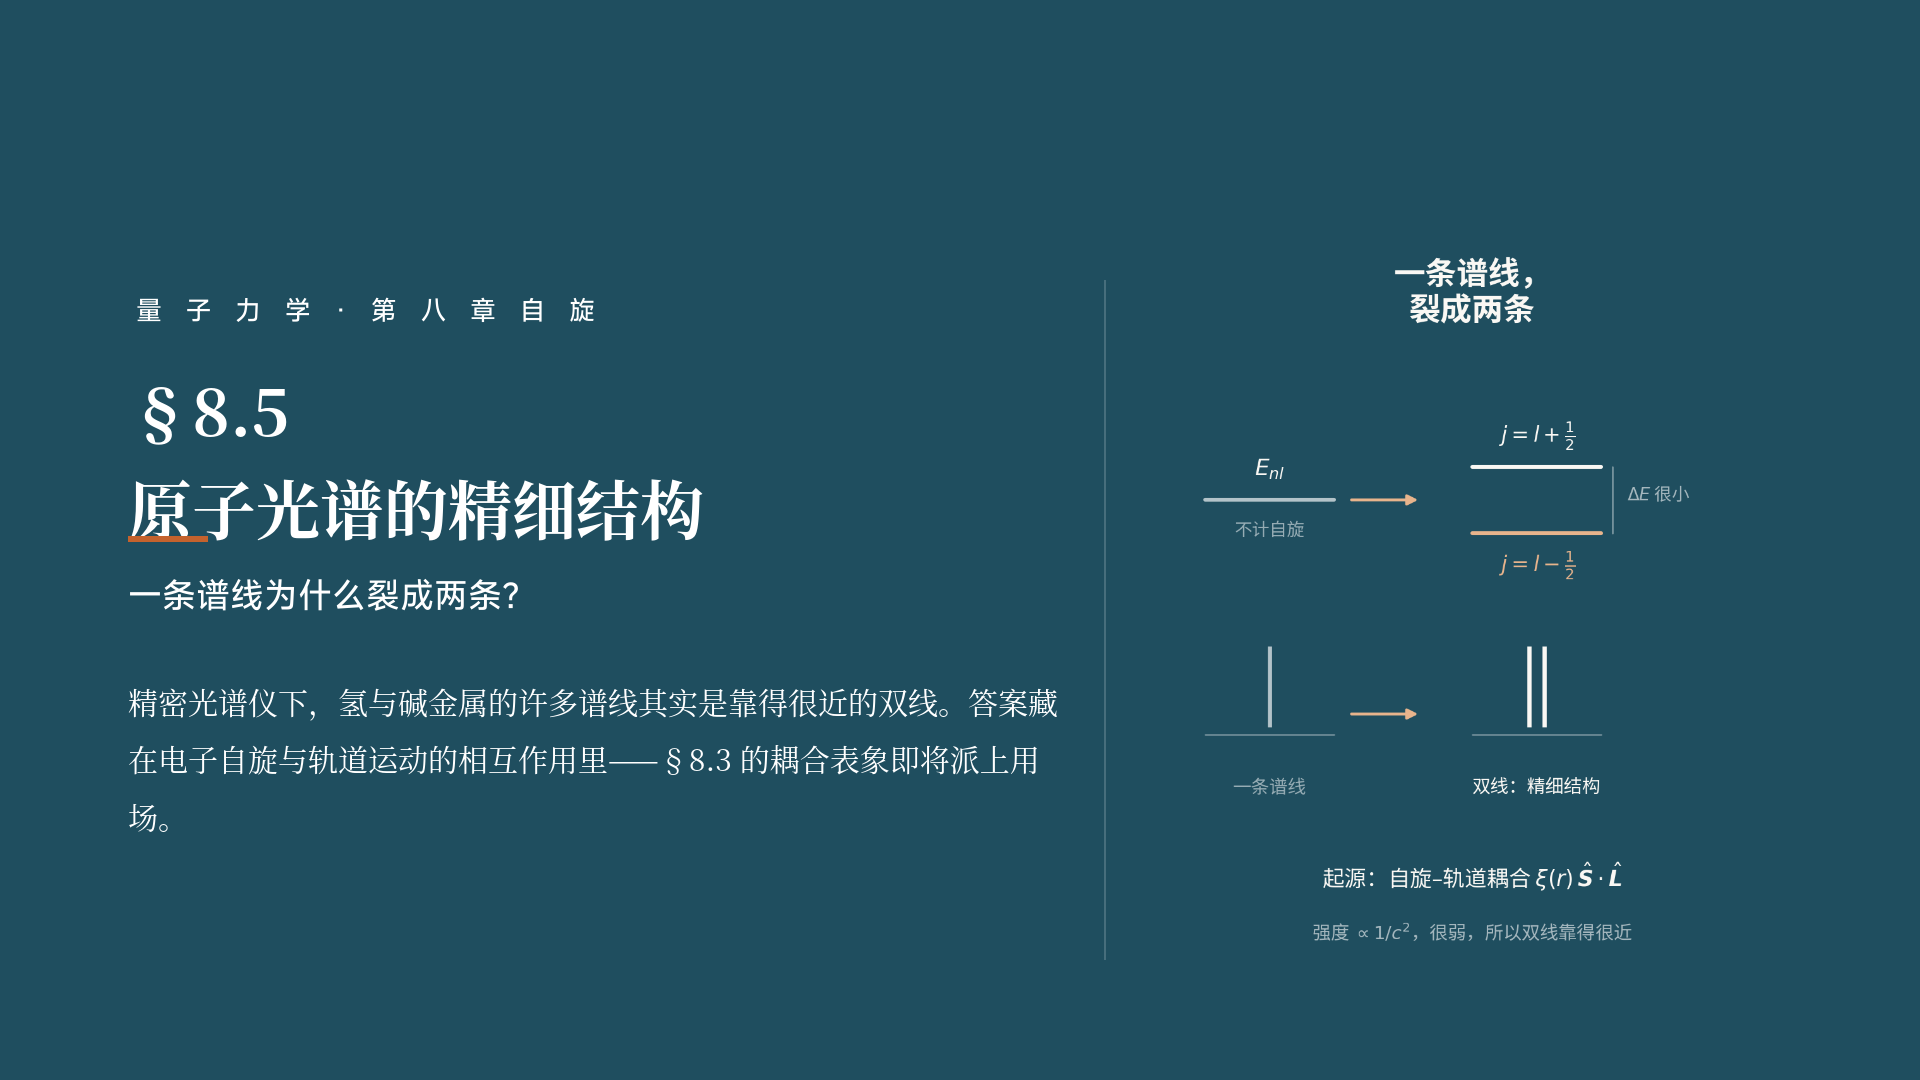 量子力学·第八章自旋
§8.5
原子光谱的精细结构
一条谱线为什么裂成两条？
精密光谱仪下，氢与碱金属的许多谱线其实是靠得很近的双线。答案藏
在电子自旋与轨道运动的相互作用里——§8.3 的耦合表象即将派上用
场。
一条谱线，
裂成两条
E_{nl}
不计自旋
j = l + 1/2
ΔE 很小
j = l − 1/2
一条谱线
双线：精细结构
起源：自旋–轨道耦合 ξ(r) Ŝ · L̂
强度 ∝ 1/c²，很弱，所以双线靠得很近